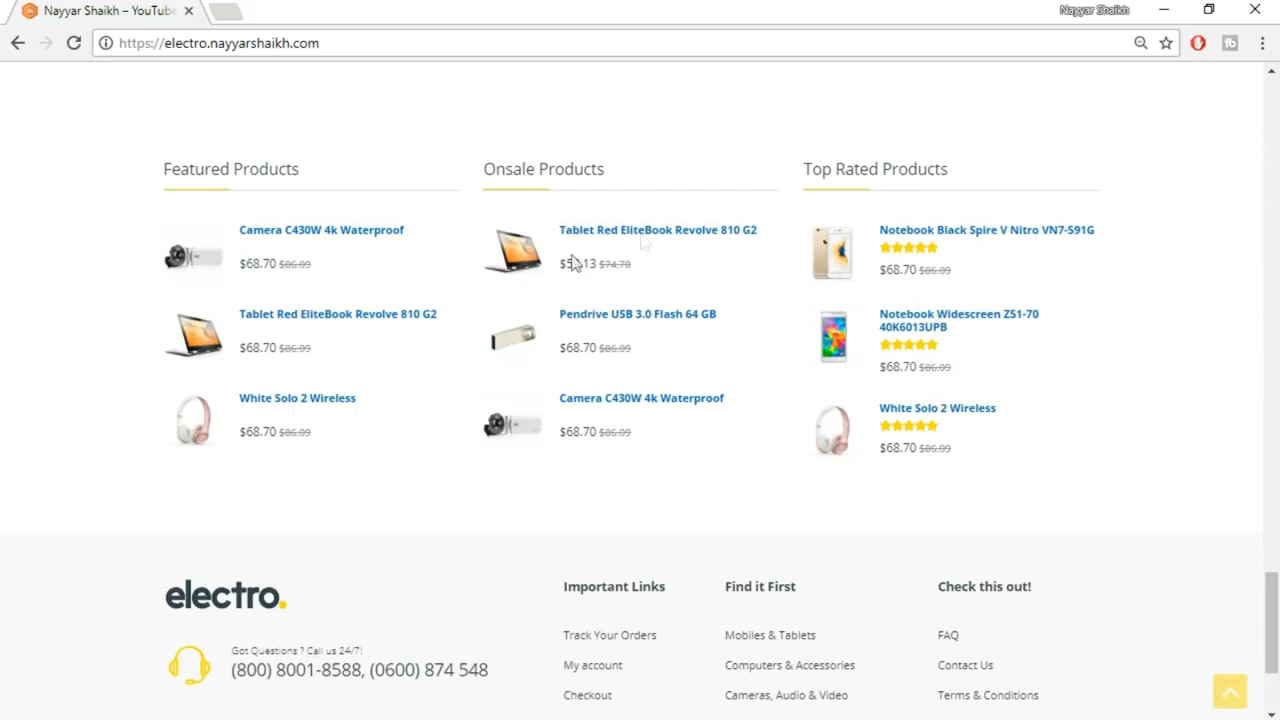 Nayyar Shaikh – YouTube
Nayyar Shaikh
https://electro.nayyarshaikh.com
Featured Products
Camera C430W 4k Waterproof
$68.70 $86.09
Tablet Red EliteBook Revolve 810 G2
$68.70 $86.09
White Solo 2 Wireless
$68.70 $86.09
Onsale Products
Tablet Red EliteBook Revolve 810 G2
$74.78
Pendrive USB 3.0 Flash 64 GB
$68.70 $86.09
Camera C430W 4k Waterproof
$68.70 $86.09
Top Rated Products
Notebook Black Spire V Nitro VN7-591G
$68.70 $86.09
Notebook Widescreen Z51-70
40K6013UPB
$68.70 $86.09
White Solo 2 Wireless
$68.70 $86.09
electro.
Got Questions ? Call us 24/7!
(800) 8001-8588, (0600) 874 548
Important Links
Track Your Orders
My account
Checkout
Find it First
Mobiles & Tablets
Computers & Accessories
Cameras, Audio & Video
Check this out!
FAQ
Contact Us
Terms & Conditions